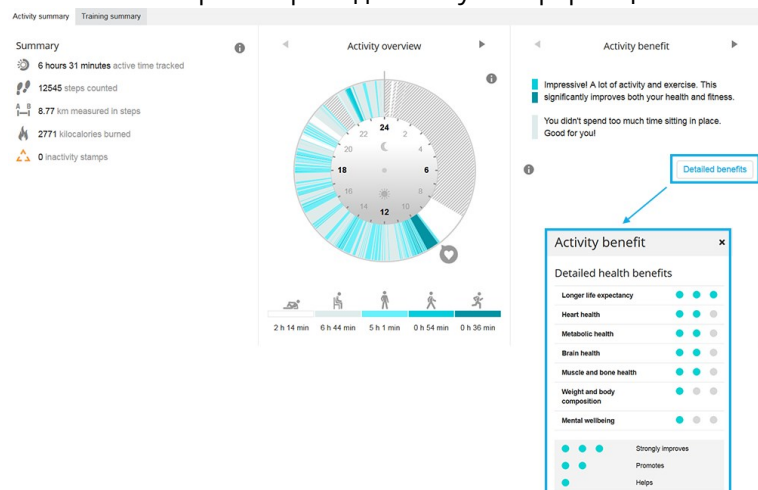 Activity summary
Training summary
Summary
6 hours 31 minutes active time tracked
12545 steps counted
A B
8.77 km measured in steps
2771 kilocalories burned
0 inactivity stamps
Activity overview
24
22
2
20
4
18
6
16
8
14
10
12
2 h 14 min
6 h 44 min
5 h 1 min
0 h 54 min
0 h 36 min
Activity benefit
Impressive! A lot of activity and exercise. This
significantly improves both your health and fitness.
You didn't spend too much time sitting in place.
Good for you!
Detailed benefits
Activity benefit
Detailed health benefits
Longer life expectancy
Heart health
Metabolic health
Brain health
Muscle and bone health
Weight and body
composition
Mental wellbeing
Strongly improves
Promotes
Helps